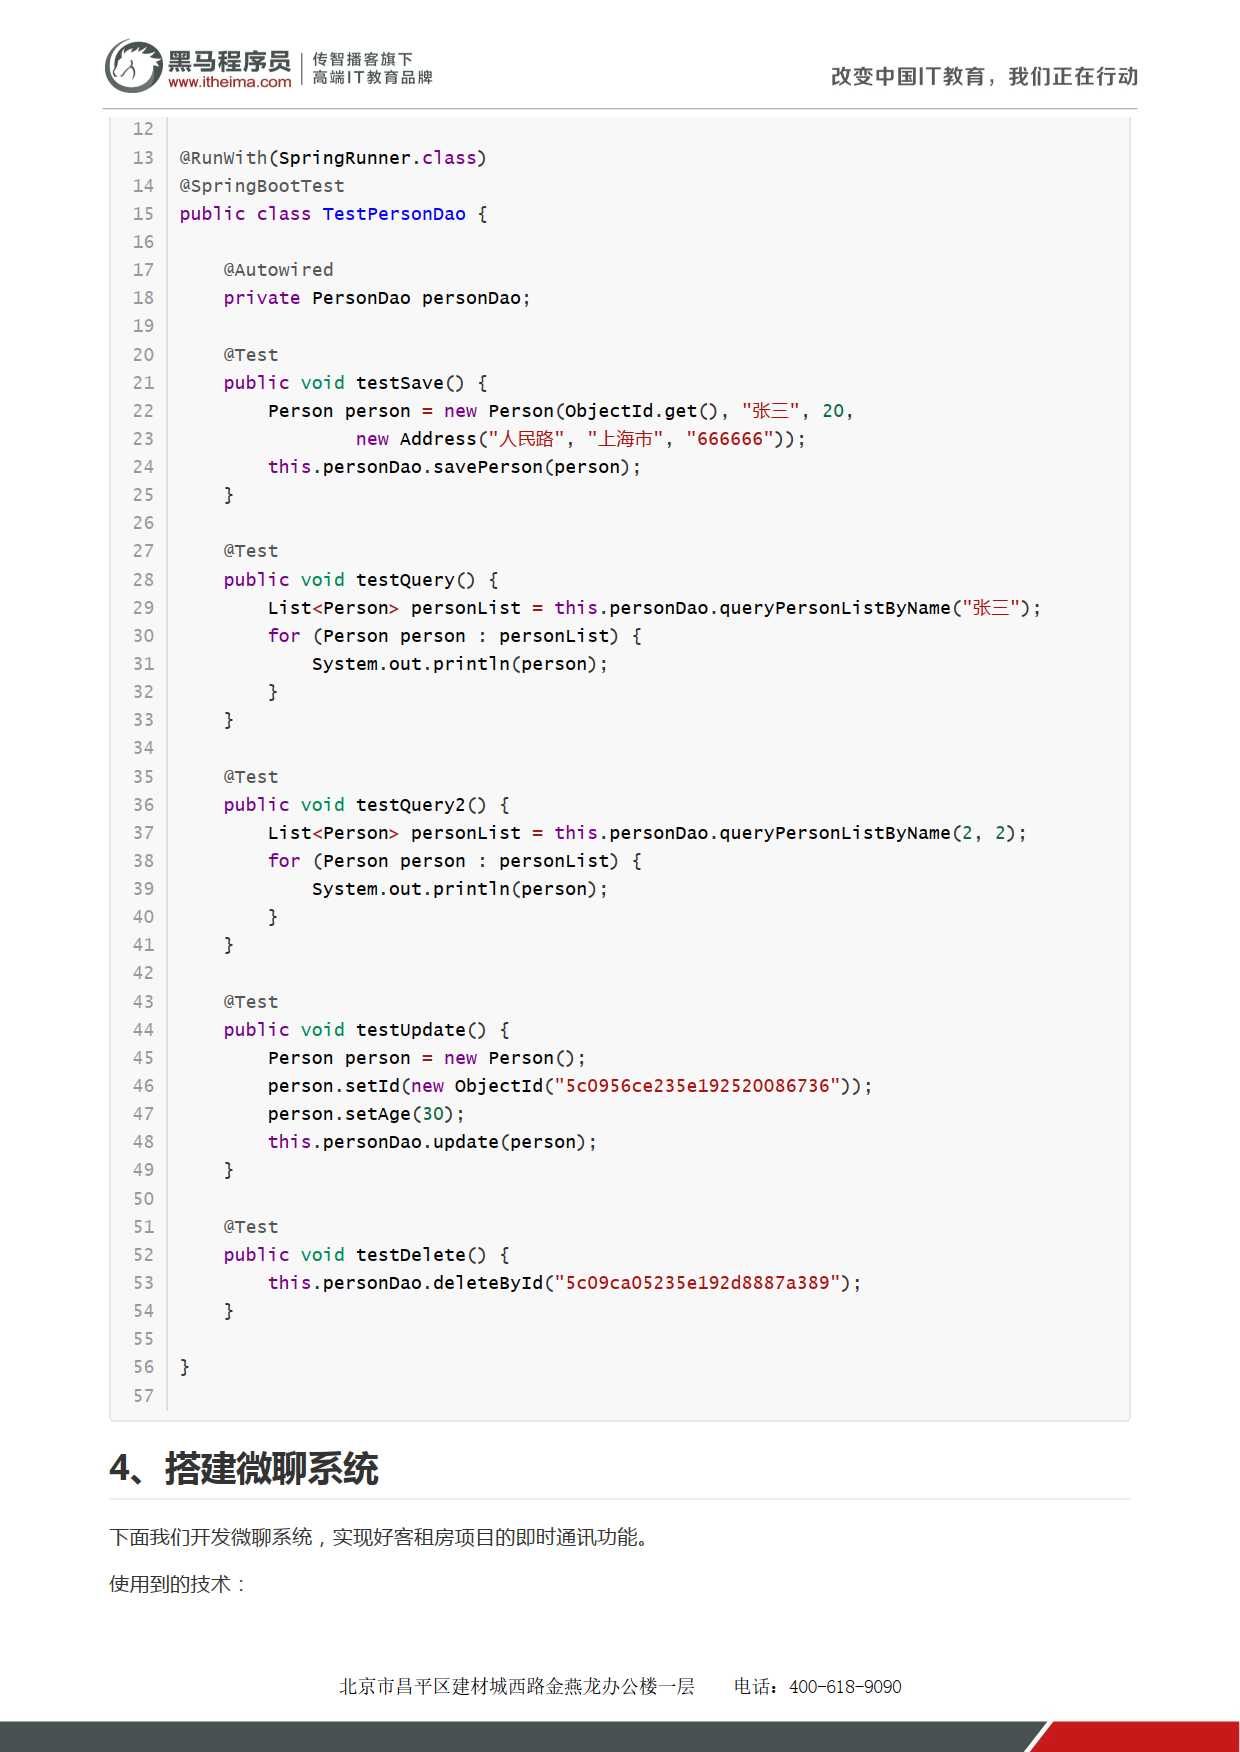 黑马程序员
www.itheima.com
传智播客旗下
高端IT教育品牌
改变中国IT教育，我们正在行动
12
13 @RunWith(SpringRunner.class)
14 @SpringBootTest
15 public class TestPersonDao {
16
17     @Autowired
18     private PersonDao personDao;
19
20     @Test
21     public void testSave() {
22         Person person = new Person(ObjectId.get(), "张三", 20,
23                 new Address("人民路", "上海市", "666666"));
24         this.personDao.savePerson(person);
25     }
26
27     @Test
28     public void testQuery() {
29         List<Person> personList = this.personDao.queryPersonListByName("张三");
30         for (Person person : personList) {
31             System.out.println(person);
32         }
33     }
34
35     @Test
36     public void testQuery2() {
37         List<Person> personList = this.personDao.queryPersonListByName(2, 2);
38         for (Person person : personList) {
39             System.out.println(person);
40         }
41     }
42
43     @Test
44     public void testUpdate() {
45         Person person = new Person();
46         person.setId(new ObjectId("5c0956ce235e192520086736"));
47         person.setAge(30);
48         this.personDao.update(person);
49     }
50
51     @Test
52     public void testDelete() {
53         this.personDao.deleteById("5c09ca05235e192d8887a389");
54     }
55
56 }
57
4、搭建微聊系统
下面我们开发微聊系统，实现好客租房项目的即时通讯功能。
使用到的技术：
北京市昌平区建材城西路金燕龙办公楼一层 电话：400-618-9090